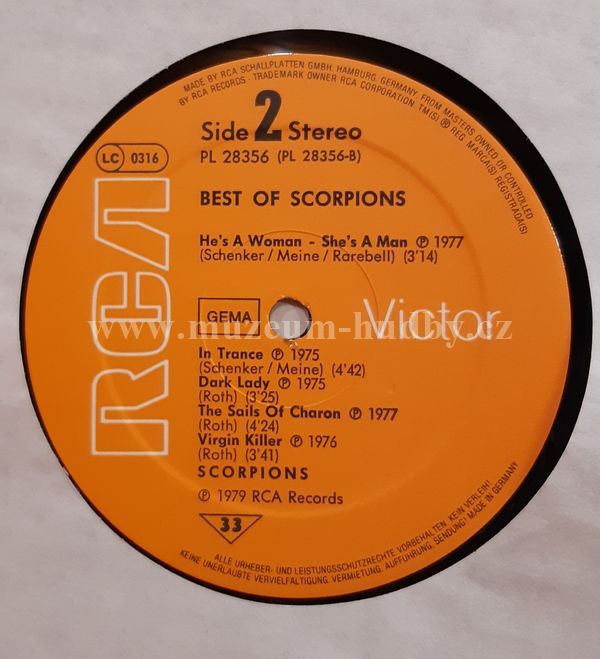 MADE BY RCA SCHALLPLATTEN GMBH. HAMBURG, GERMANY FROM MASTERS OWNED OR CONTROLLED
BY RCA RECORDS · TRADEMARK OWNER RCA CORPORATION. TM(S) ® REG. MARCA(S) REGISTRADA(S)
Side 2 Stereo
PL 28356 (PL 28356-B)
LC 0316
BEST OF SCORPIONS
He's A Woman - She's A Man ℗ 1977
(Schenker / Meine / Rarebell) (3'14)
RCA
GEMA
Victor
www.muzeum-hudby.cz
In Trance ℗ 1975
(Schenker / Meine) (4'42)
Dark Lady ℗ 1975
(Roth) (3'25)
The Sails Of Charon ℗ 1977
(Roth) (4'24)
Virgin Killer ℗ 1976
(Roth) (3'41)
SCORPIONS
℗ 1979 RCA Records
33
ALLE URHEBER- UND LEISTUNGSSCHUTZRECHTE VORBEHALTEN. KEIN VERLEIH!
KEINE UNERLAUBTE VERVIELFÄLTIGUNG, VERMIETUNG, AUFFÜHRUNG, SENDUNG! MADE IN GERMANY